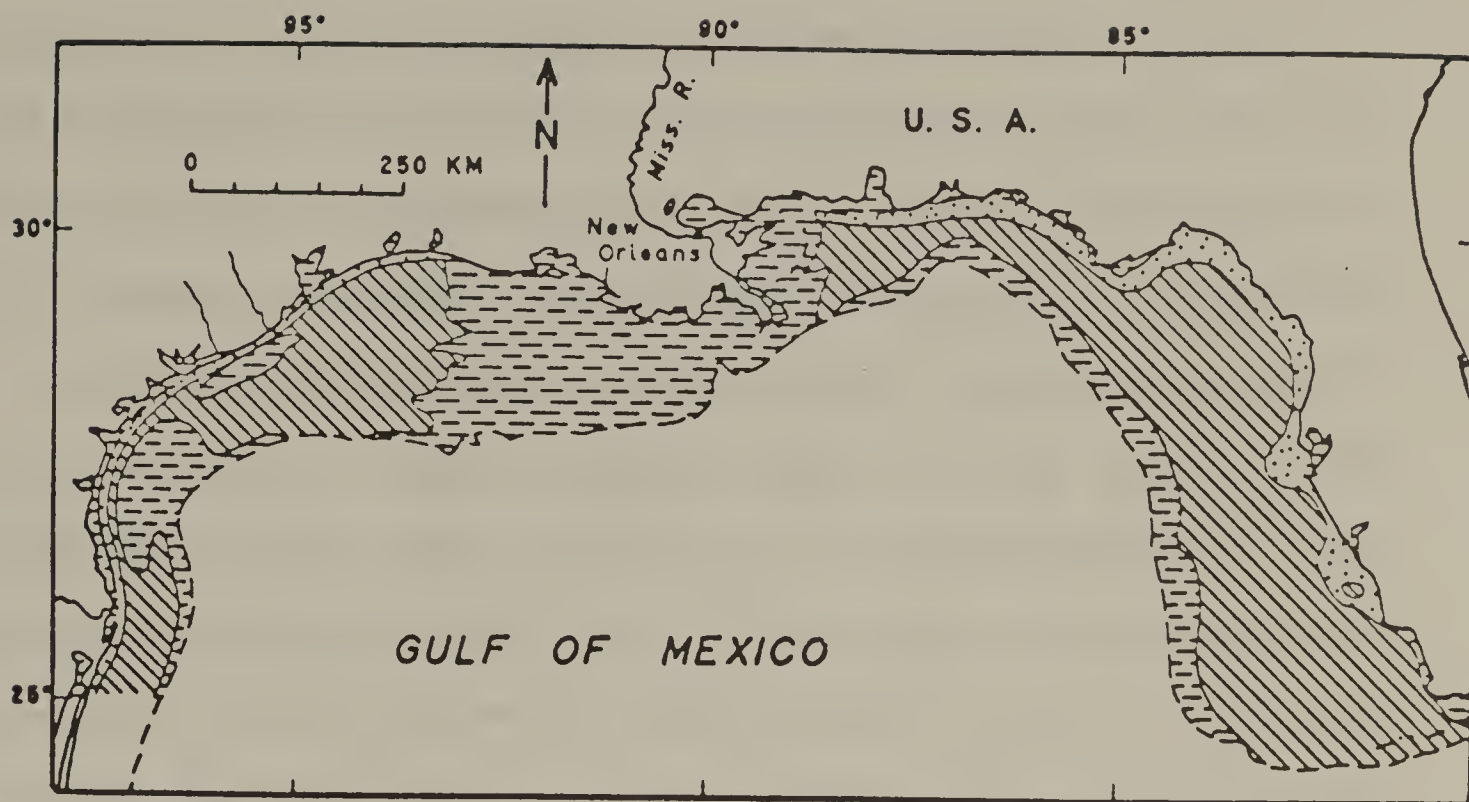 95°
90°
85°
N
Miss. R.
U. S. A.
0 250 KM
30°
New
Orleans
GULF OF MEXICO
25°